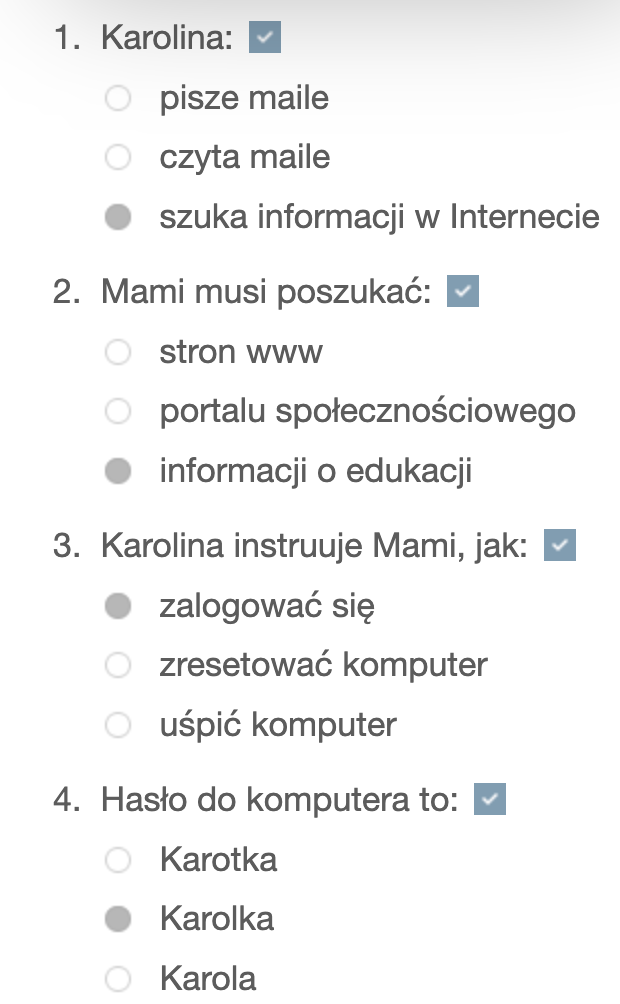 1. Karolina:
pisze maile
czyta maile
szuka informacji w Internecie
2. Mami musi poszukać:
stron www
portalu społecznościowego
informacji o edukacji
3. Karolina instruuje Mami, jak:
zalogować się
zresetować komputer
uśpić komputer
4. Hasło do komputera to:
Karotka
Karolka
Karola